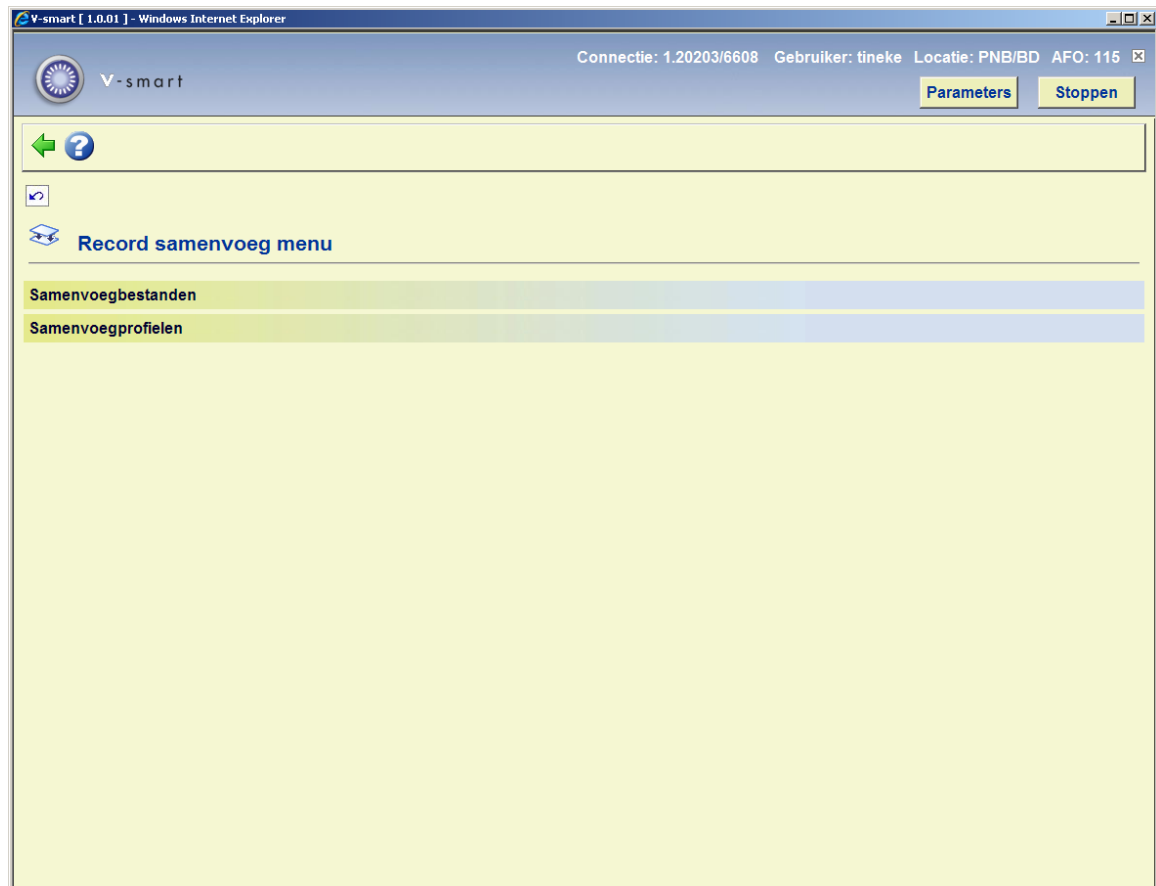 V-smart [ 1.0.01 ] - Windows Internet Explorer
Connectie: 1.20203/6608 Gebruiker: tineke Locatie: PNB/BD AFO: 115
V-smart
Parameters Stoppen
Record samenvoeg menu
Samenvoegbestanden
Samenvoegprofielen